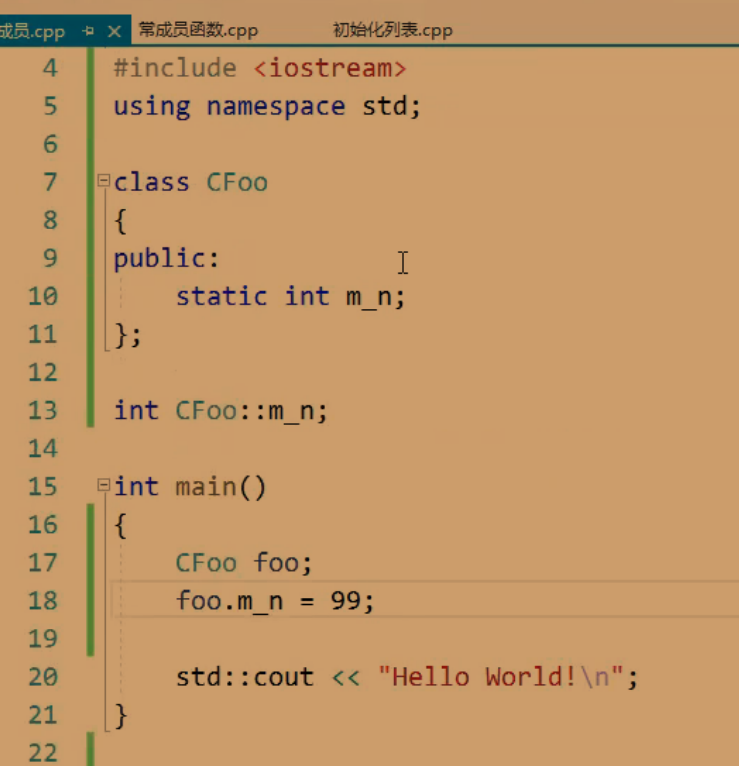 成员.cpp 常成员函数.cpp 初始化列表.cpp
4 #include <iostream>
5 using namespace std;
6
7 class CFoo
8 {
9 public:
10 static int m_n;
11 };
12
13 int CFoo::m_n;
14
15 int main()
16 {
17 CFoo foo;
18 foo.m_n = 99;
19
20 std::cout << "Hello World!\n";
21 }
22